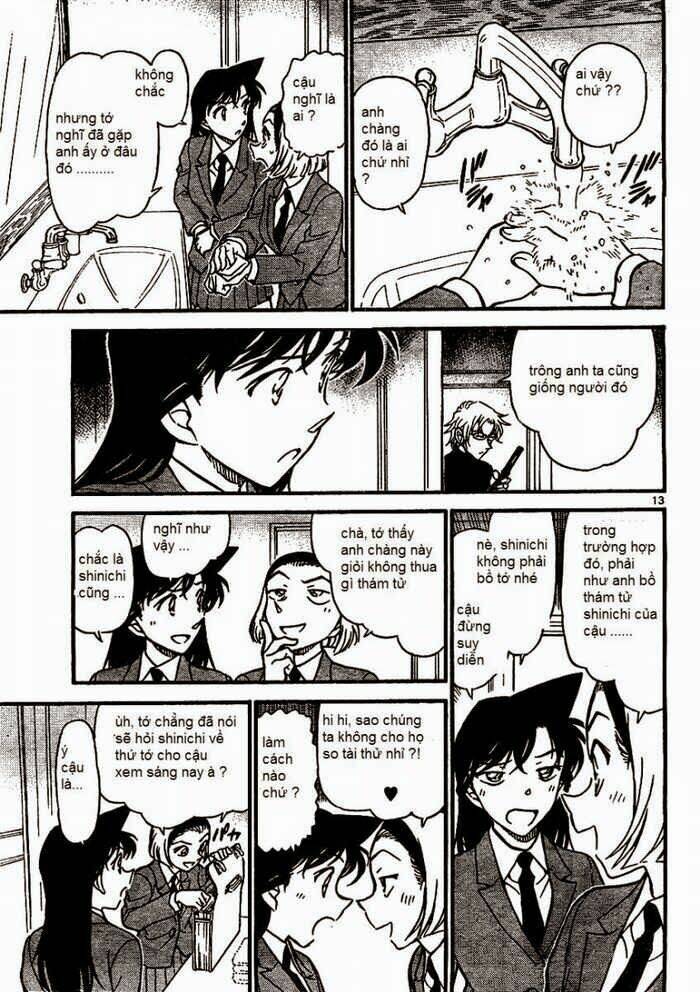 ai vậy
chứ ??
anh
chàng
đó là ai
chứ nhỉ
?
cậu
nghĩ là
ai ?
không
chắc
nhưng tớ
nghĩ đã gặp
anh ấy ở đâu
đó ..........
trông anh ta cũng
giống người đó
13
trong
trường hợp
đó, phải
như anh bồ
thám tử
shinichi của
cậu ......
nè, shinichi
không phải
bồ tớ nhé
cậu
đừng
suy
diễn
chà, tớ thấy
anh chàng này
giỏi không thua
gì thám tử
nghĩ như
vậy ...
chắc là
shinichi
cũng ...
hi hi, sao chúng
ta không cho họ
so tài thử nhỉ ?!
làm
cách
nào
chứ ?
ùh, tớ chẳng đã nói
sẽ hỏi shinichi về
thứ tớ cho cậu
xem sáng nay à ?
ý
cậu
là...